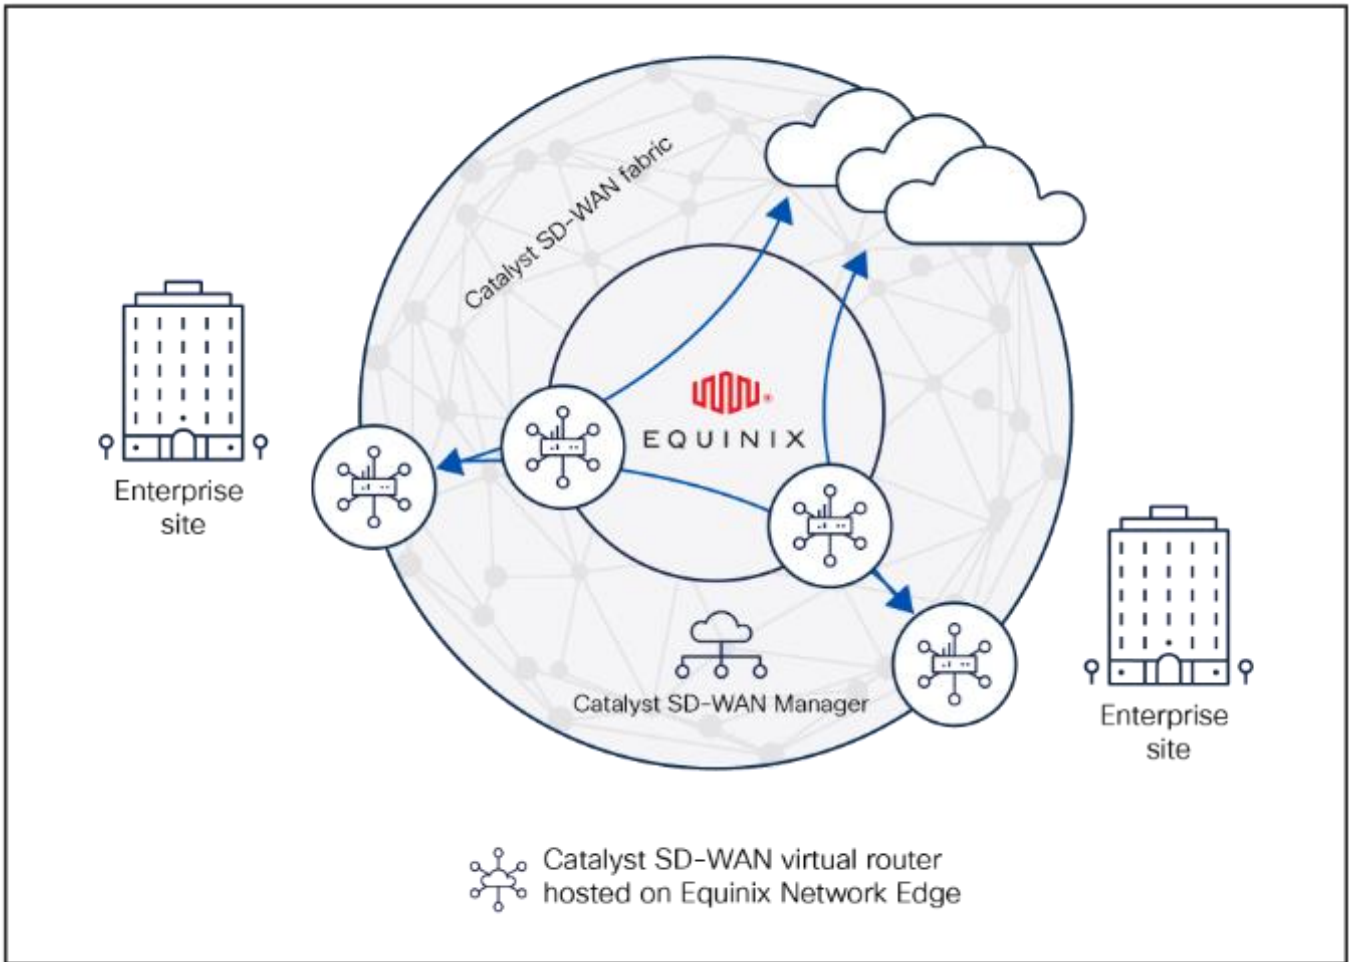 Catalyst SD-WAN fabric
EQUINIX
Enterprise
site
Catalyst SD-WAN Manager
Enterprise
site
Catalyst SD-WAN virtual router
hosted on Equinix Network Edge